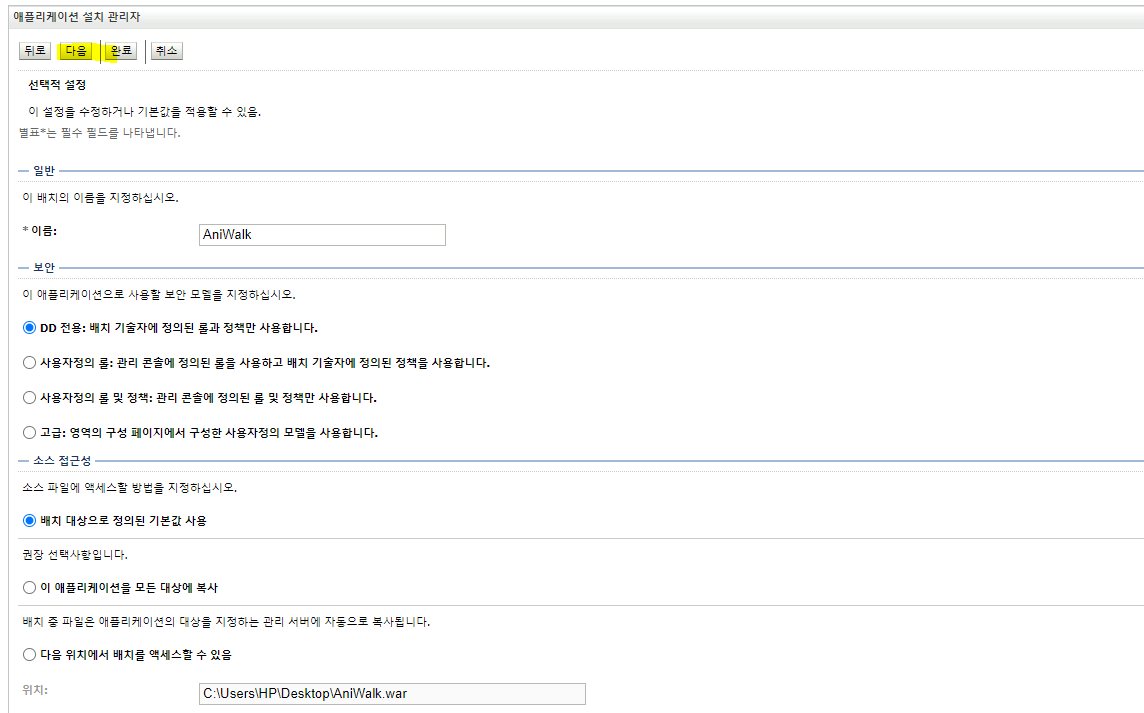 애플리케이션 설치 관리자
뒤로 다음 완료 취소
선택적 설정
이 설정을 수정하거나 기본값을 적용할 수 있음.
별표*는 필수 필드를 나타냅니다.
일반
이 배치의 이름을 지정하십시오.
* 이름: AniWalk
보안
이 애플리케이션으로 사용할 보안 모델을 지정하십시오.
DD 전용: 배치 기술자에 정의된 롤과 정책만 사용합니다.
사용자정의 롤: 관리 콘솔에 정의된 롤을 사용하고 배치 기술자에 정의된 정책을 사용합니다.
사용자정의 롤 및 정책: 관리 콘솔에 정의된 롤 및 정책만 사용합니다.
고급: 영역의 구성 페이지에서 구성한 사용자정의 모델을 사용합니다.
소스 접근성
소스 파일에 액세스할 방법을 지정하십시오.
배치 대상으로 정의된 기본값 사용
권장 선택사항입니다.
이 애플리케이션을 모든 대상에 복사
배치 중 파일은 애플리케이션의 대상을 지정하는 관리 서버에 자동으로 복사됩니다.
다음 위치에서 배치를 액세스할 수 있음
위치: C:\Users\HP\Desktop\AniWalk.war